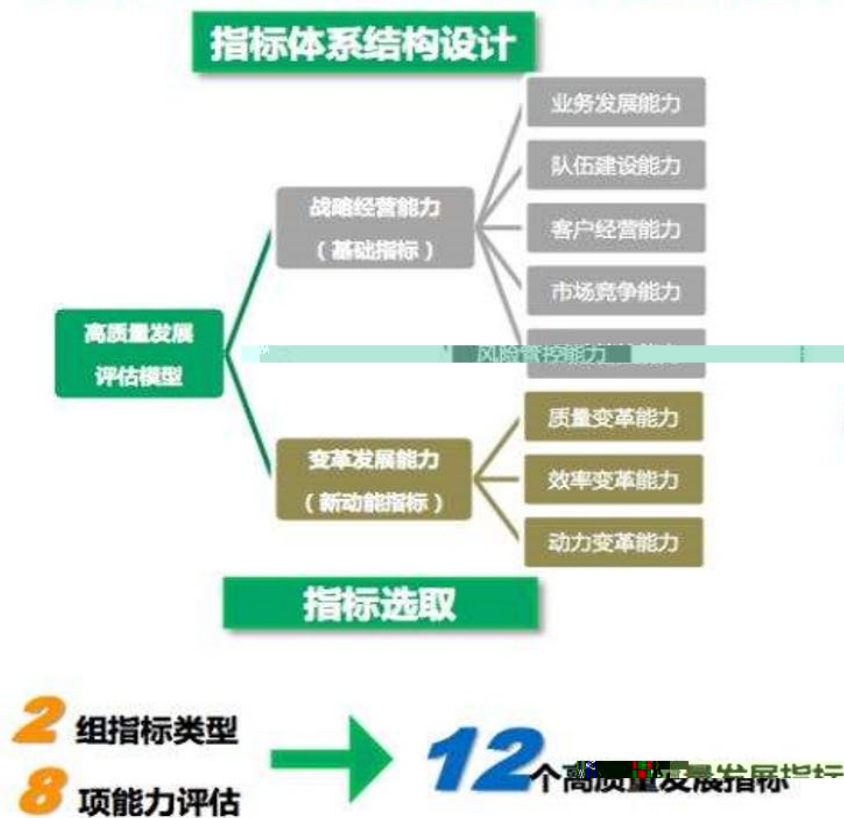 指标体系结构设计
业务发展能力
队伍建设能力
战略经营能力
（基础指标）
客户经营能力
市场竞争能力
高质量发展
评估模型
风险管控能力
质量变革能力
变革发展能力
（新动能指标）
效率变革能力
动力变革能力
指标选取
2组指标类型
8项能力评估
12个高质量发展指标